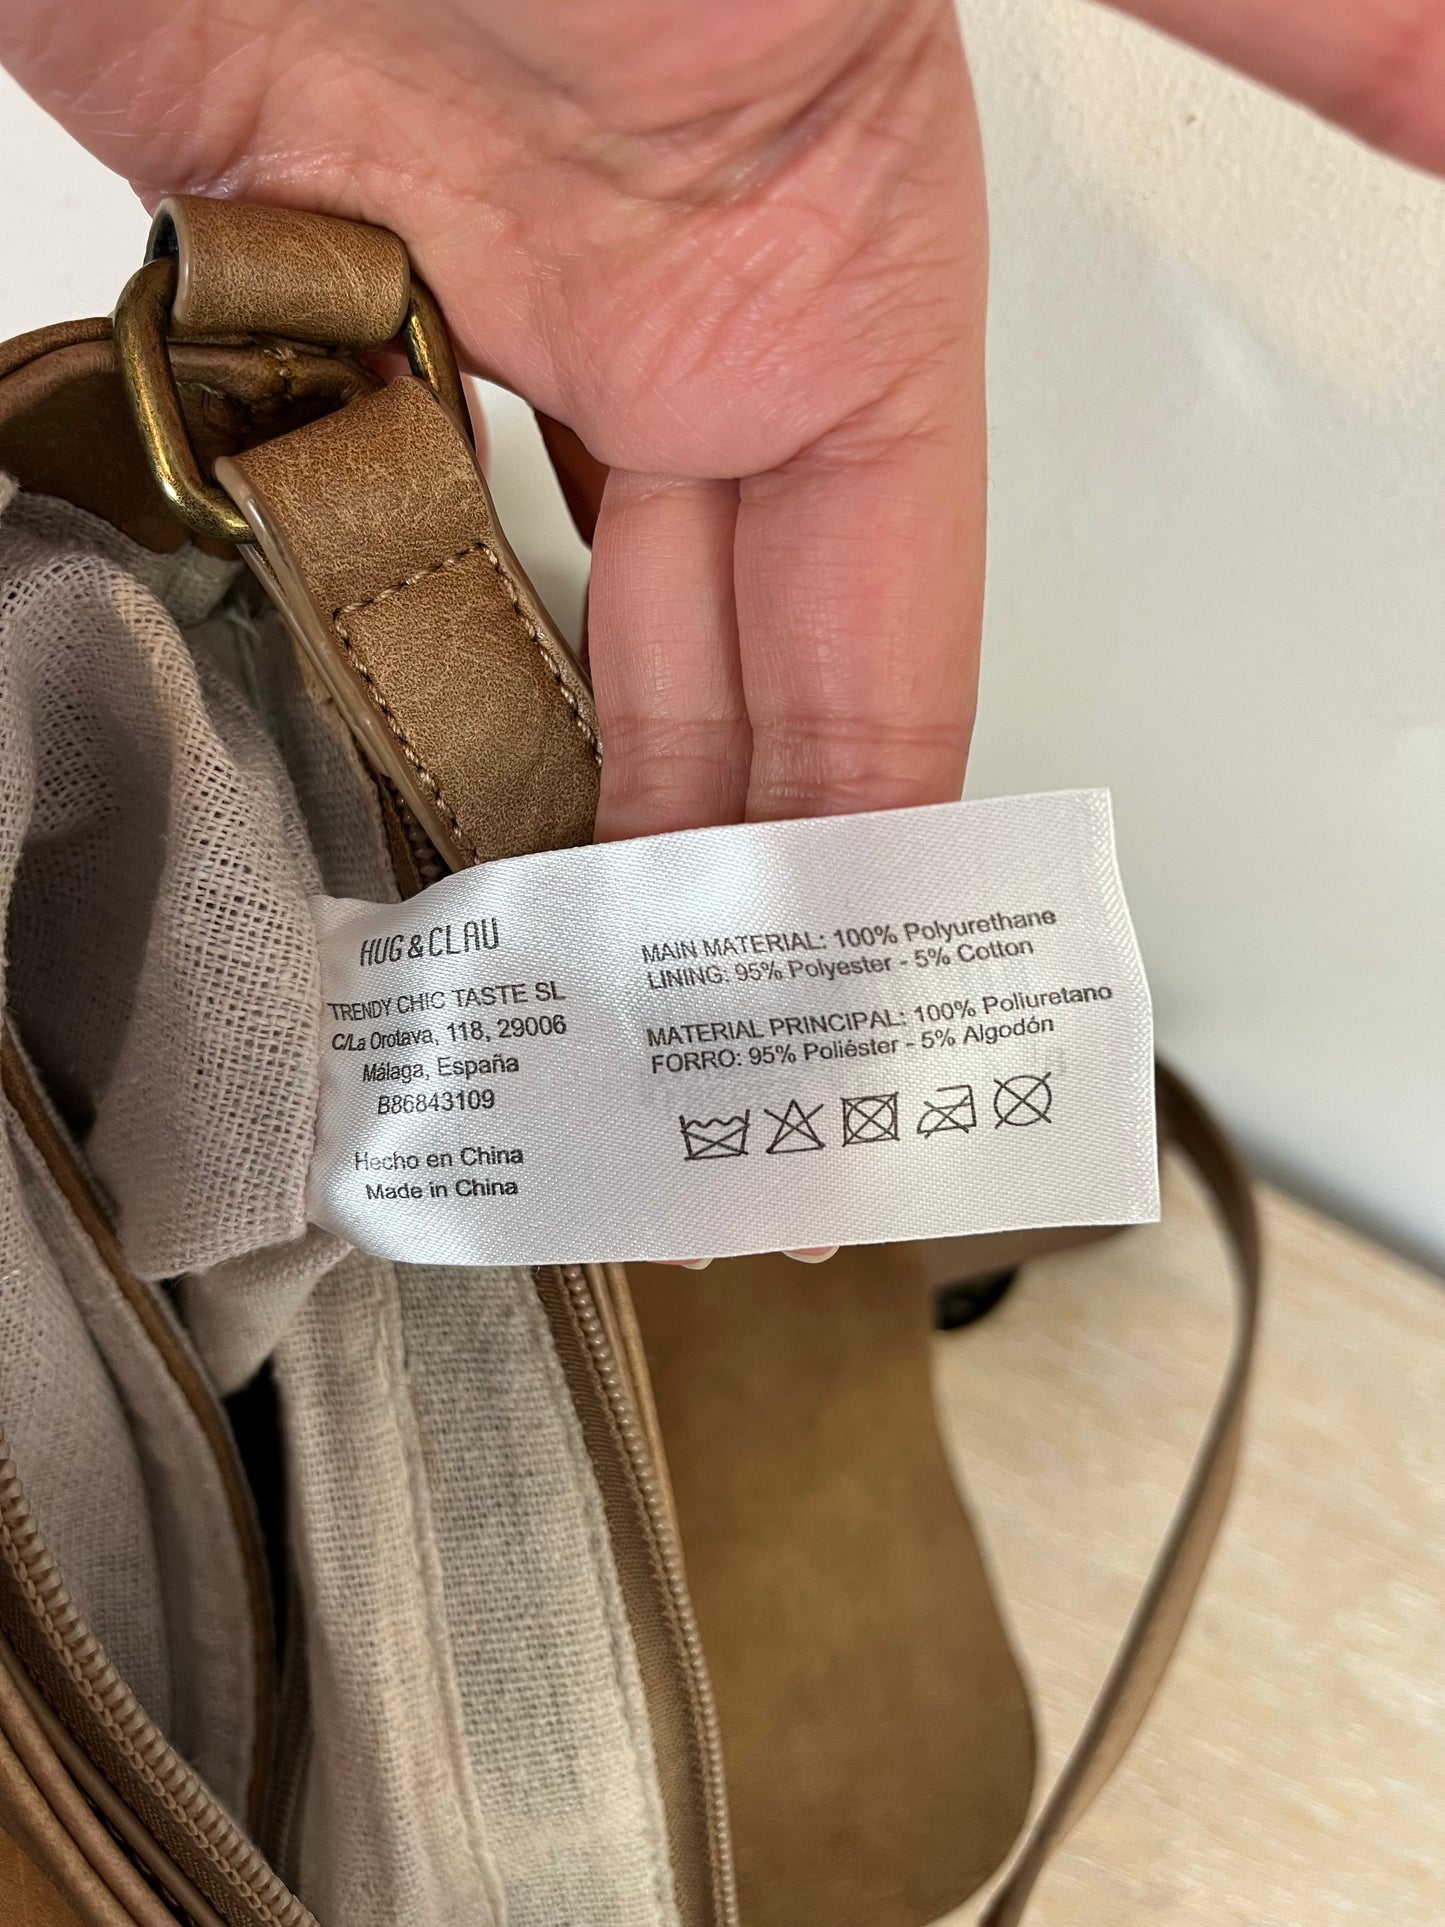 HUG & CLAU
TRENDY CHIC TASTE SL
C/La Orotava, 118, 29006
Málaga, España
B86843109
Hecho en China
Made in China
MAIN MATERIAL: 100% Polyurethane
LINING: 95% Polyester - 5% Cotton
MATERIAL PRINCIPAL: 100% Poliuretano
FORRO: 95% Poliéster - 5% Algodón